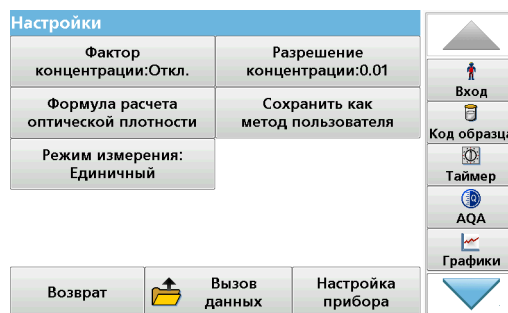 Настройки
Фактор
концентрации:Откл.
Разрешение
концентрации:0.01
Формула расчета
оптической плотности
Сохранить как
метод пользователя
Режим измерения:
Единичный
Возврат
Вызов
данных
Настройка
прибора
Вход
Код образца
Таймер
AQA
Графики